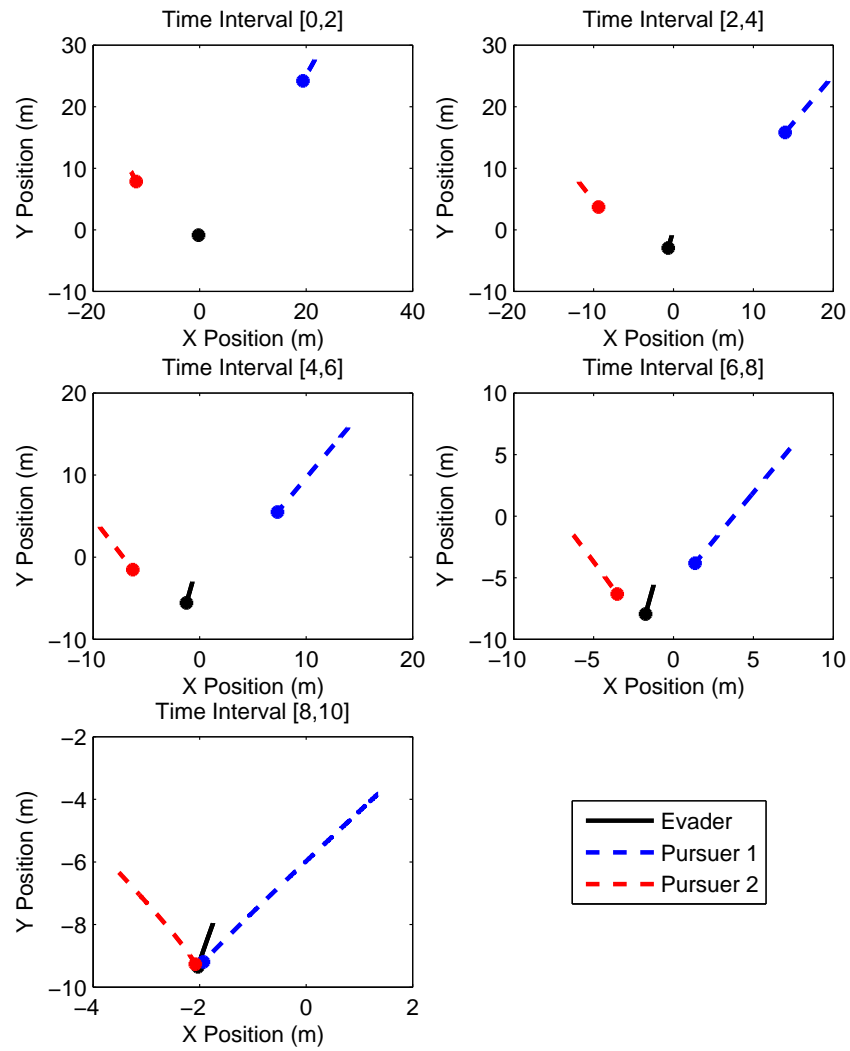 Time Interval [0,2]
30
20
10
0
−10
−20
0
20
40
X Position (m)
Y Position (m)
Time Interval [2,4]
30
20
10
0
−10
−20
−10
0
10
20
X Position (m)
Y Position (m)
Time Interval [4,6]
20
10
0
−10
−10
0
10
20
X Position (m)
Y Position (m)
Time Interval [6,8]
10
5
0
−5
−10
−10
−5
0
5
10
X Position (m)
Y Position (m)
Time Interval [8,10]
−2
−4
−6
−8
−10
−4
−2
0
2
X Position (m)
Y Position (m)
Evader
Pursuer 1
Pursuer 2